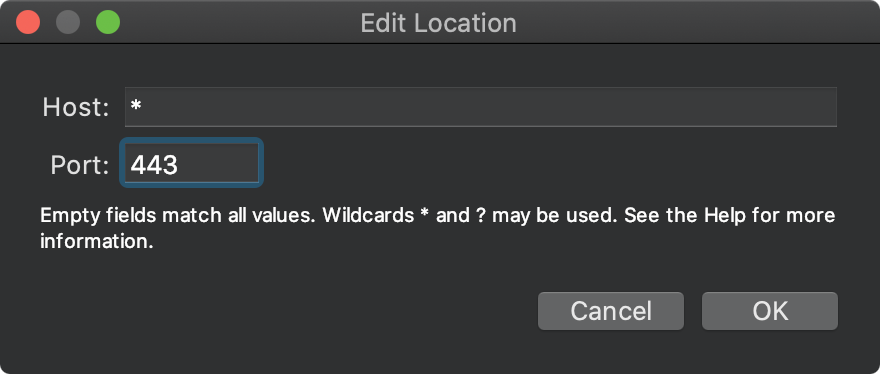 Edit Location
Host: *
Port: 443
Empty fields match all values. Wildcards * and ? may be used. See the Help for more
information.
Cancel OK